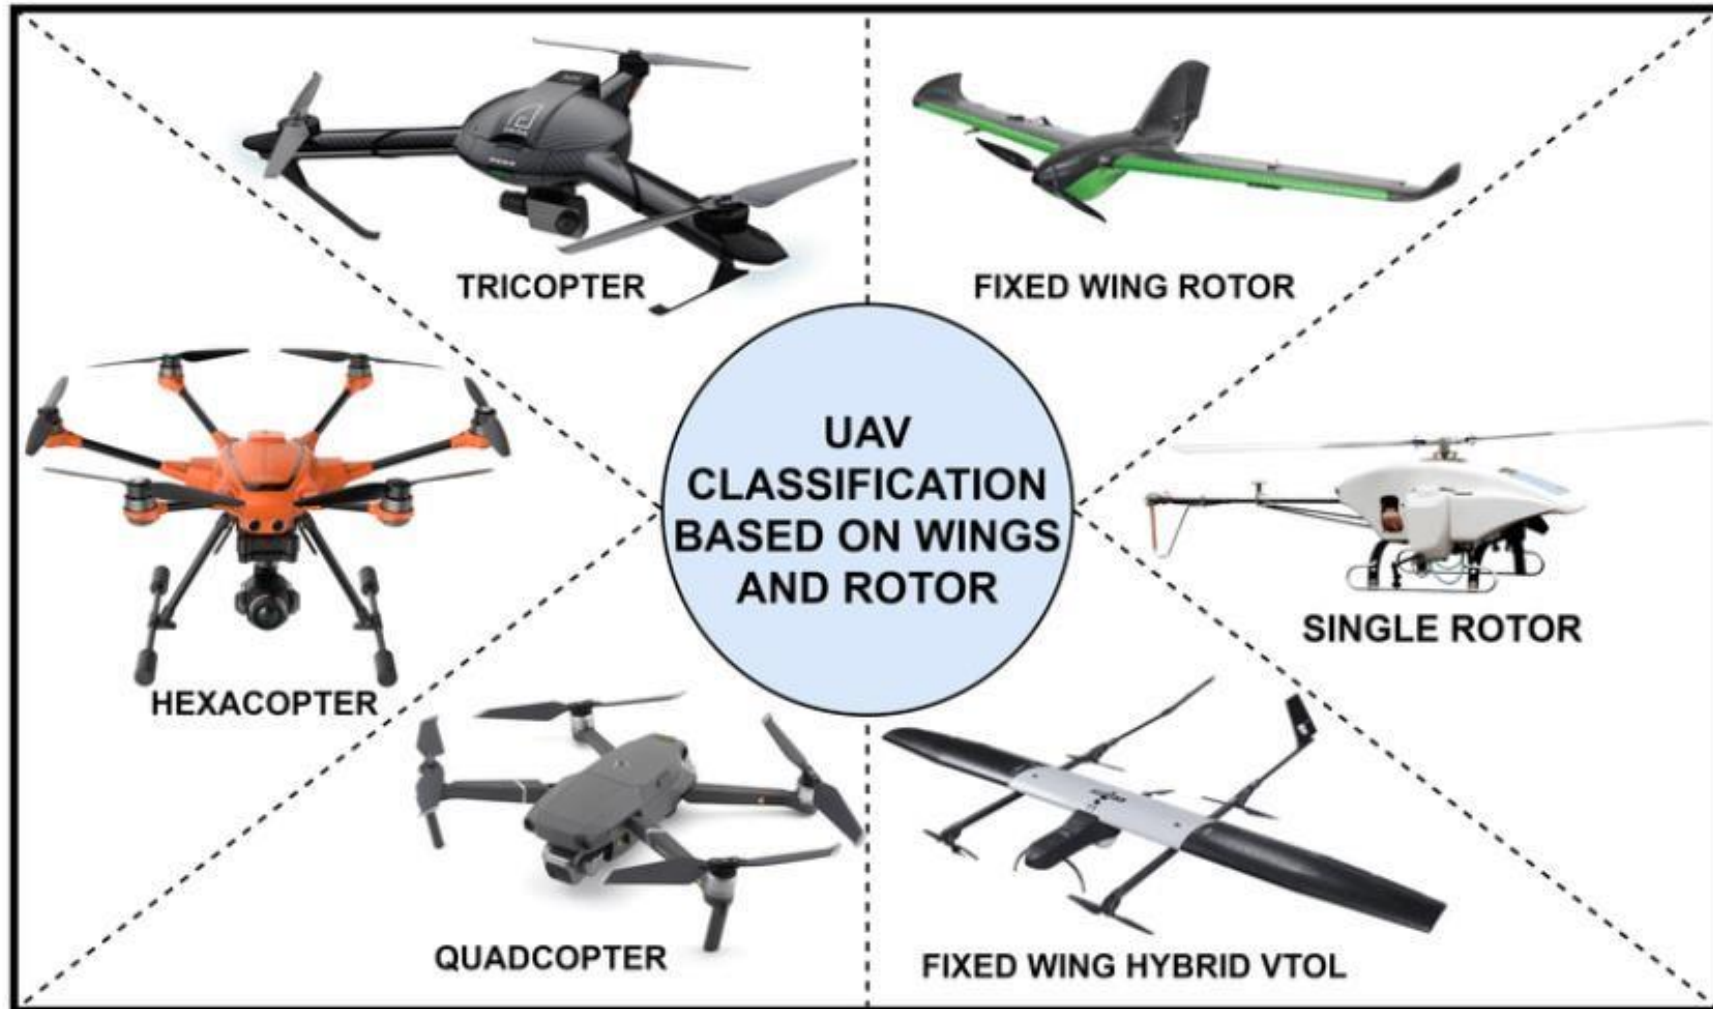 TRICOPTER
FIXED WING ROTOR
UAV
CLASSIFICATION
BASED ON WINGS
AND ROTOR
HEXACOPTER
SINGLE ROTOR
QUADCOPTER
FIXED WING HYBRID VTOL